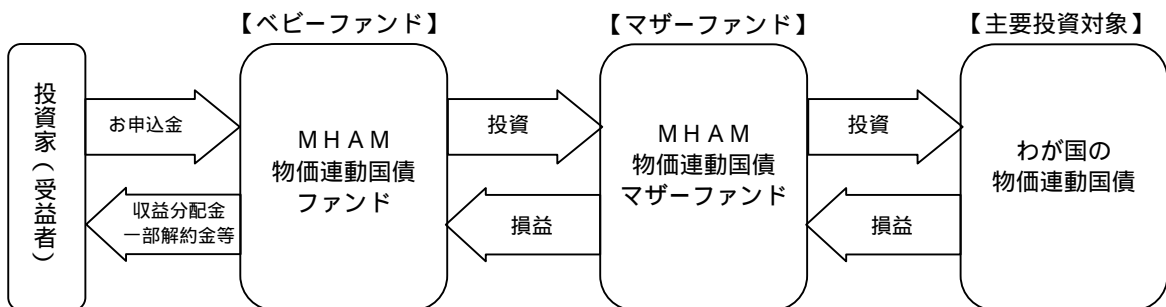 【ベビーファンド】
【マザーファンド】
【主要投資対象】
投資家(受益者)
お申込金
収益分配金
一部解約金等
MHAM
物価連動国債
ファンド
投資
損益
MHAM
物価連動国債
マザーファンド
投資
損益
わが国の
物価連動国債